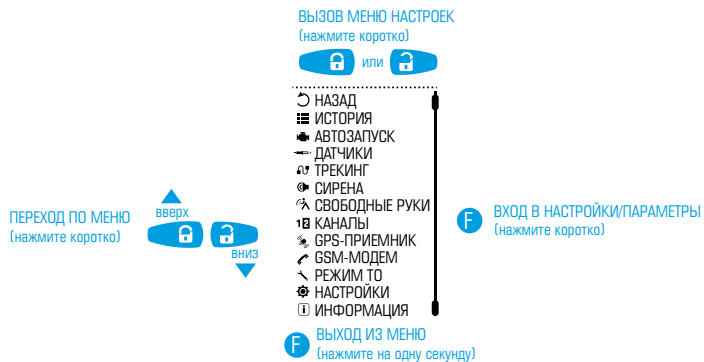 ВЫЗОВ МЕНЮ НАСТРОЕК
(нажмите коротко)
или
НАЗАД
ИСТОРИЯ
АВТОЗАПУСК
ДАТЧИКИ
ТРЕКИНГ
СИРЕНА
СВОБОДНЫЕ РУКИ
12 КАНАЛЫ
GPS-ПРИЕМНИК
GSM-МОДЕМ
РЕЖИМ ТО
НАСТРОЙКИ
i ИНФОРМАЦИЯ
ПЕРЕХОД ПО МЕНЮ
(нажмите коротко)
вверх
вниз
F ВХОД В НАСТРОЙКИ/ПАРАМЕТРЫ
(нажмите коротко)
F ВЫХОД ИЗ МЕНЮ
(нажмите на одну секунду)